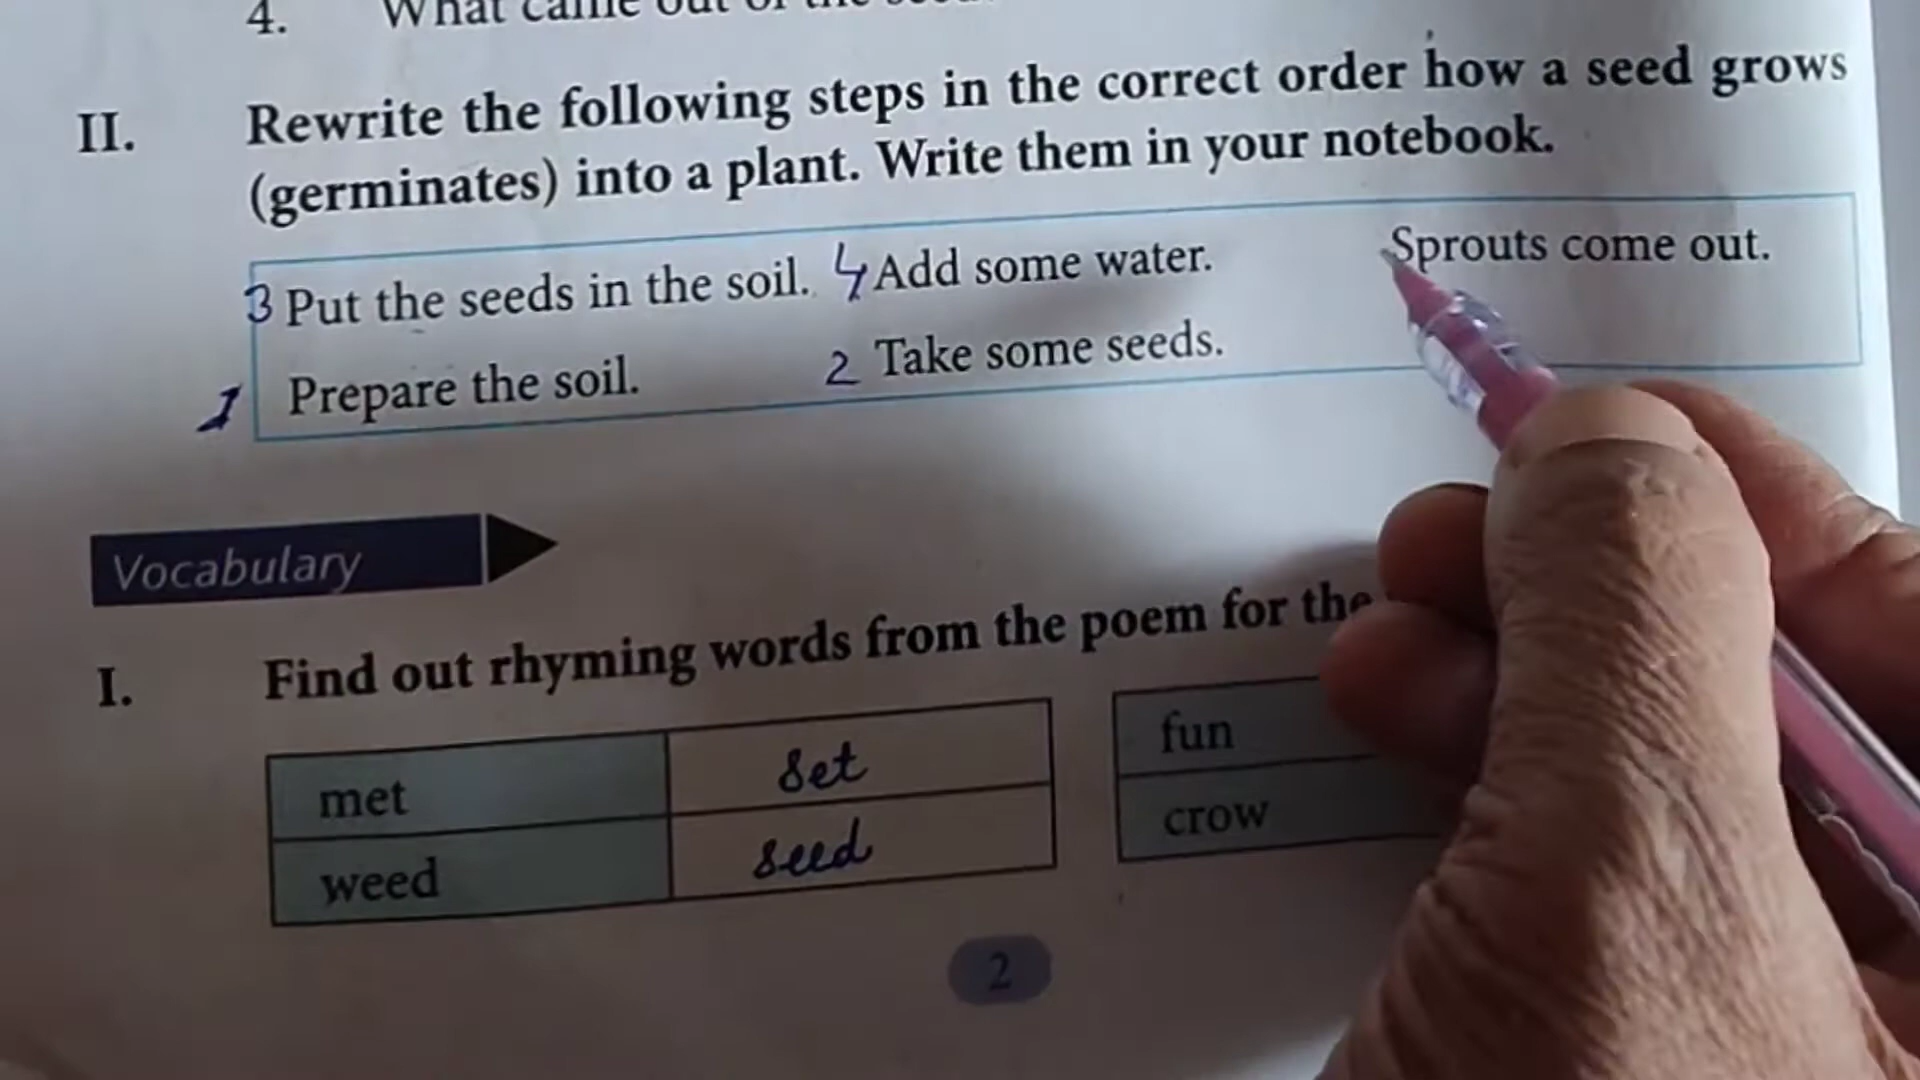 4. What came out of the seed
II. Rewrite the following steps in the correct order how a seed grows
(germinates) into a plant. Write them in your notebook.
3 Put the seeds in the soil. 4 Add some water. Sprouts come out.
1 Prepare the soil. 2 Take some seeds.
Vocabulary
I. Find out rhyming words from the poem for the
met set fun
weed seed crow
2